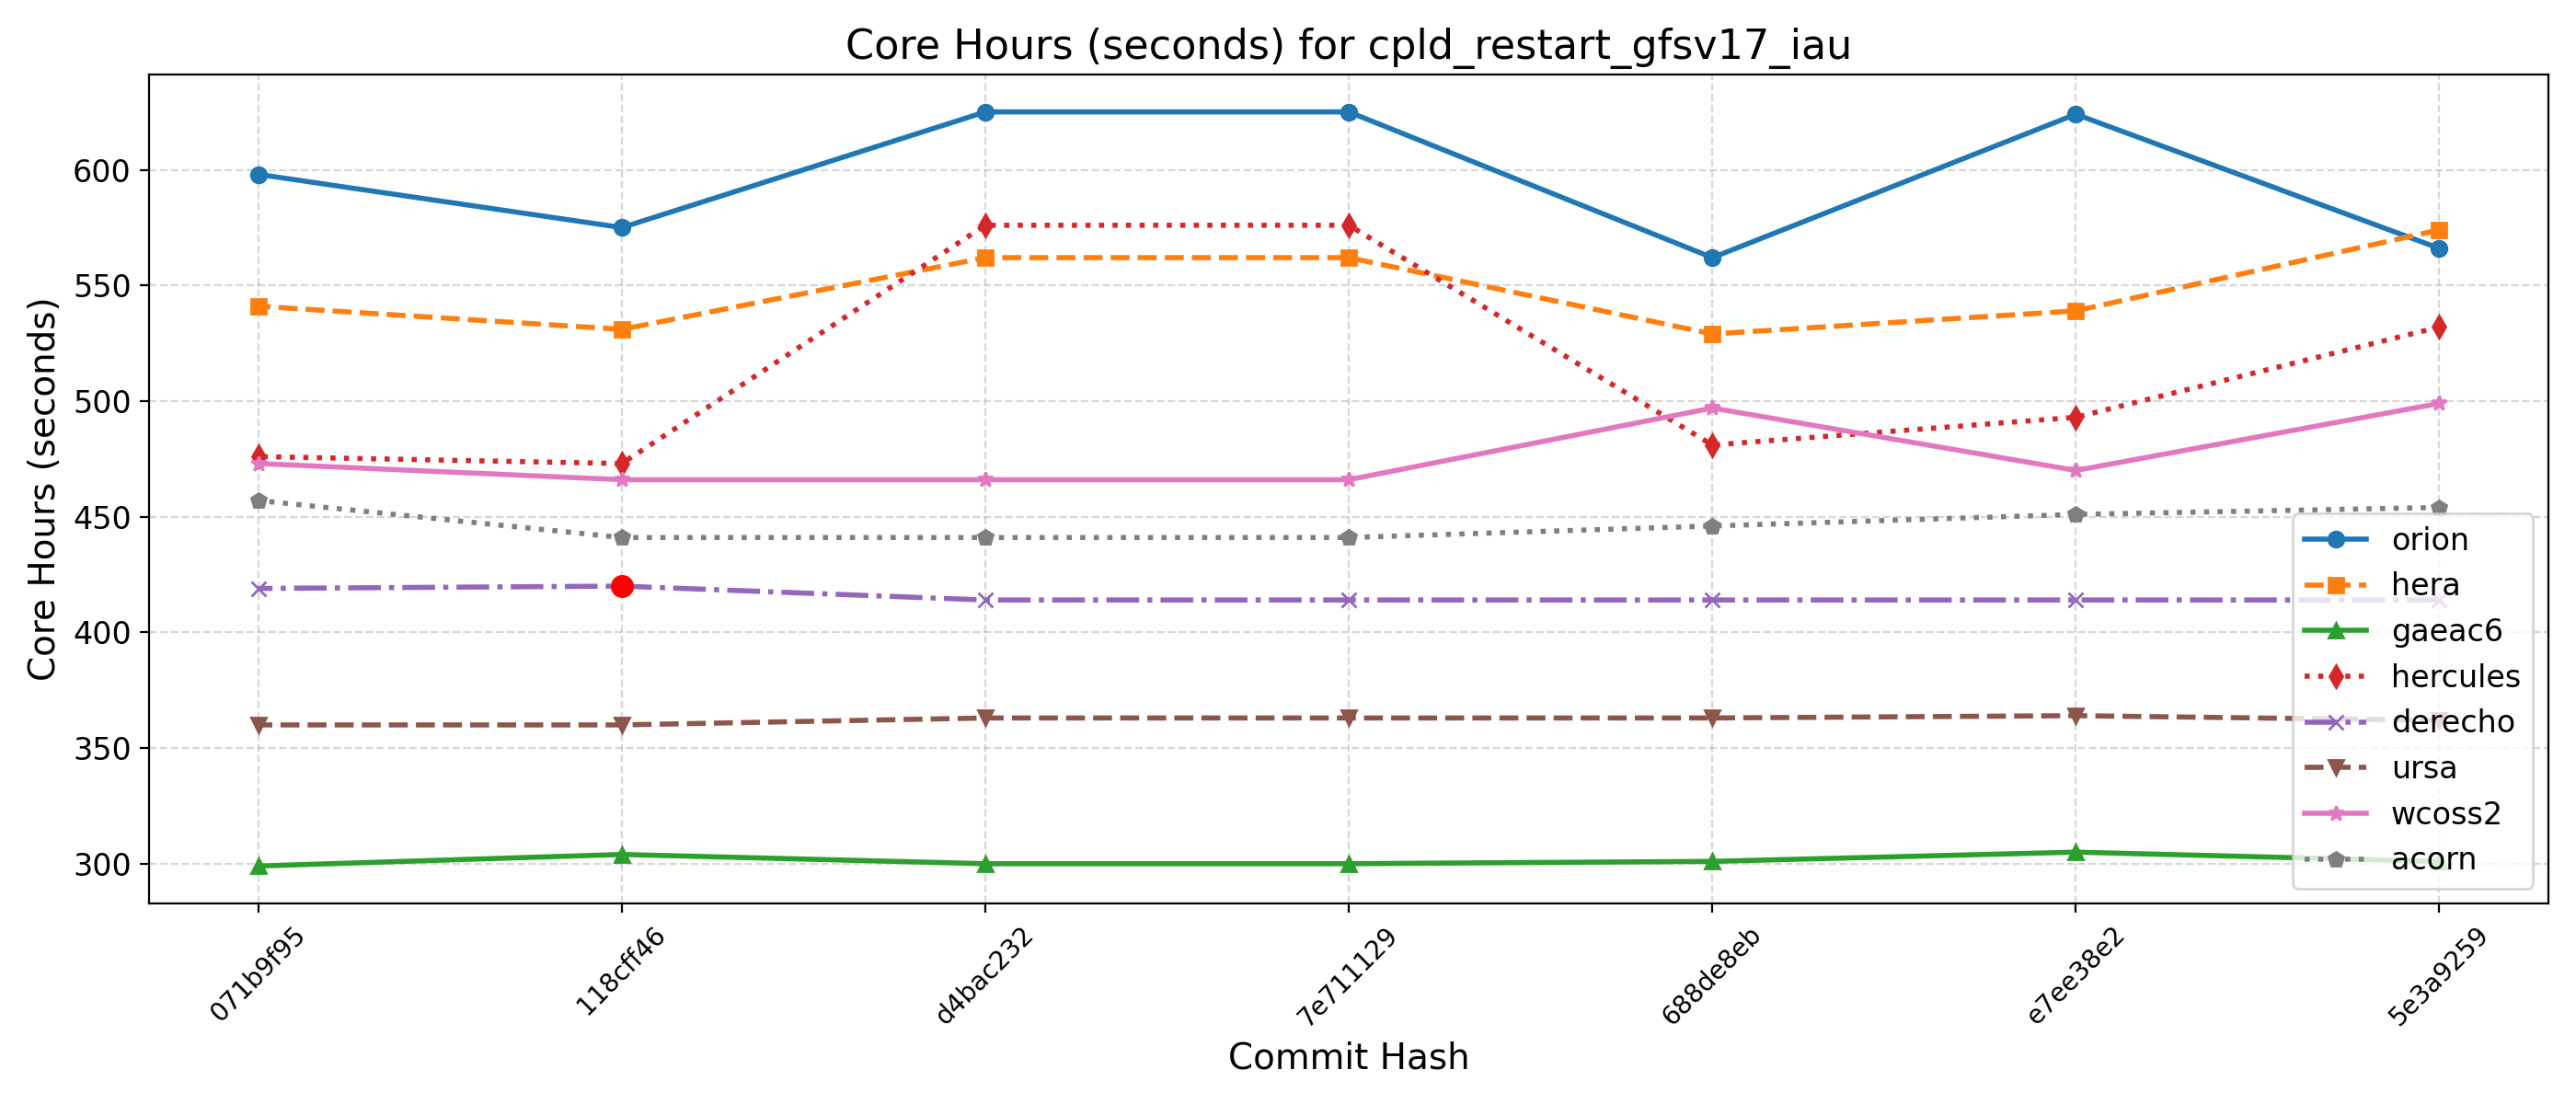 Core Hours (seconds) for cpld_restart_gfsv17_iau
Core Hours (seconds)
600
550
500
450
400
350
300
orion
hera
gaeac6
hercules
derecho
ursa
wcoss2
acorn
071b9f95
118cff46
d4bac232
7e711129
688de8eb
e7ee38e2
5e3a9259
Commit Hash